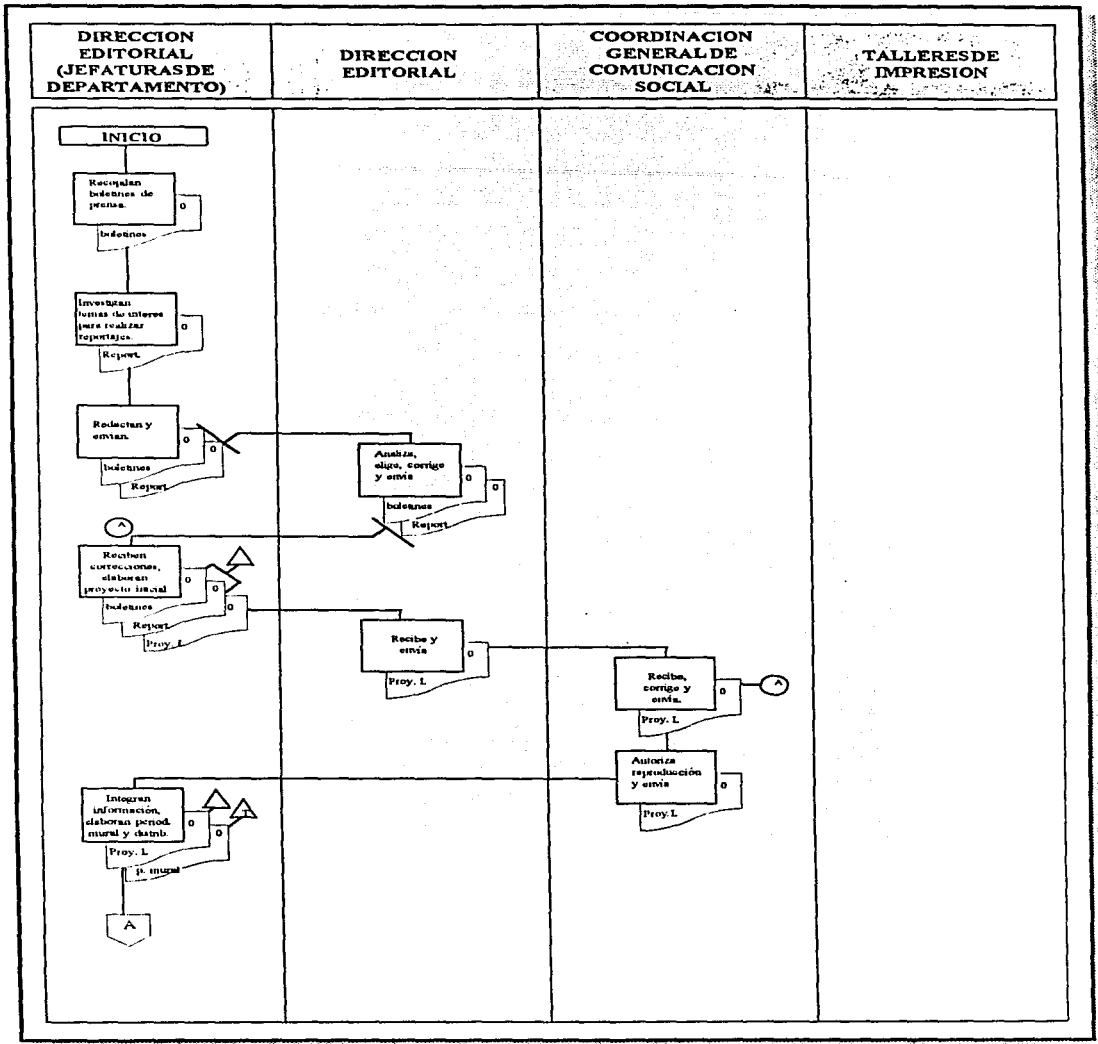 DIRECCION
EDITORIAL
(JEFATURAS DE
DEPARTAMENTO)
DIRECCION
EDITORIAL
COORDINACION
GENERAL DE
COMUNICACION
SOCIAL
TALLERES DE
IMPRESION
INICIO
Recopilan
boletines de
prensa.
0
boletines
Investigan
temas de interes
para realizar
reportajes.
0
Report.
Redactan y
envian.
0
0
boletines
Report.
Analiza,
elige, corrige
y envia
0
0
boletines
Report.
A
Reciben
correcciones,
elaboran
proyecto inicial
0
0
0
boletines
Report.
Proy. I.
Recibe y
envia
0
Proy. I.
Recibe,
corrige y
envia.
0
A
Proy. I.
Autoriza
reproducción
y envia
0
Proy. I.
Integran
información,
elaboran period.
mural y distrib.
0
0
T
Proy. I.
p. mural
A